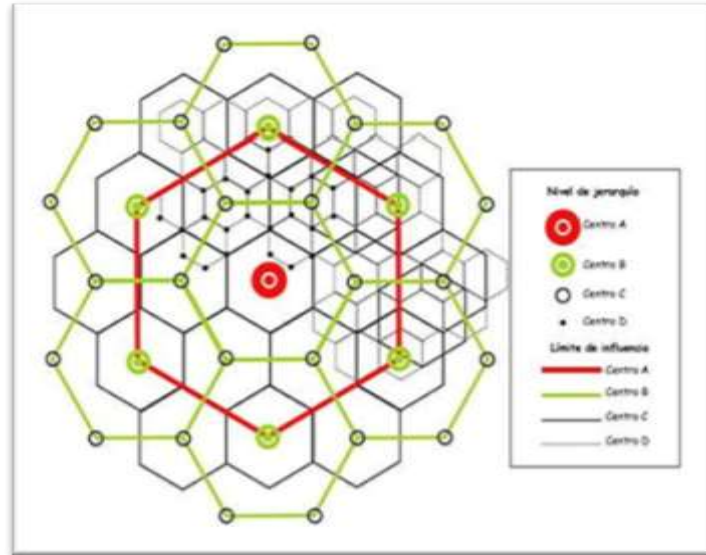 Nivel de jerarquía
Centro A
Centro B
Centro C
Centro D
Límite de influencia
Centro A
Centro B
Centro C
Centro D